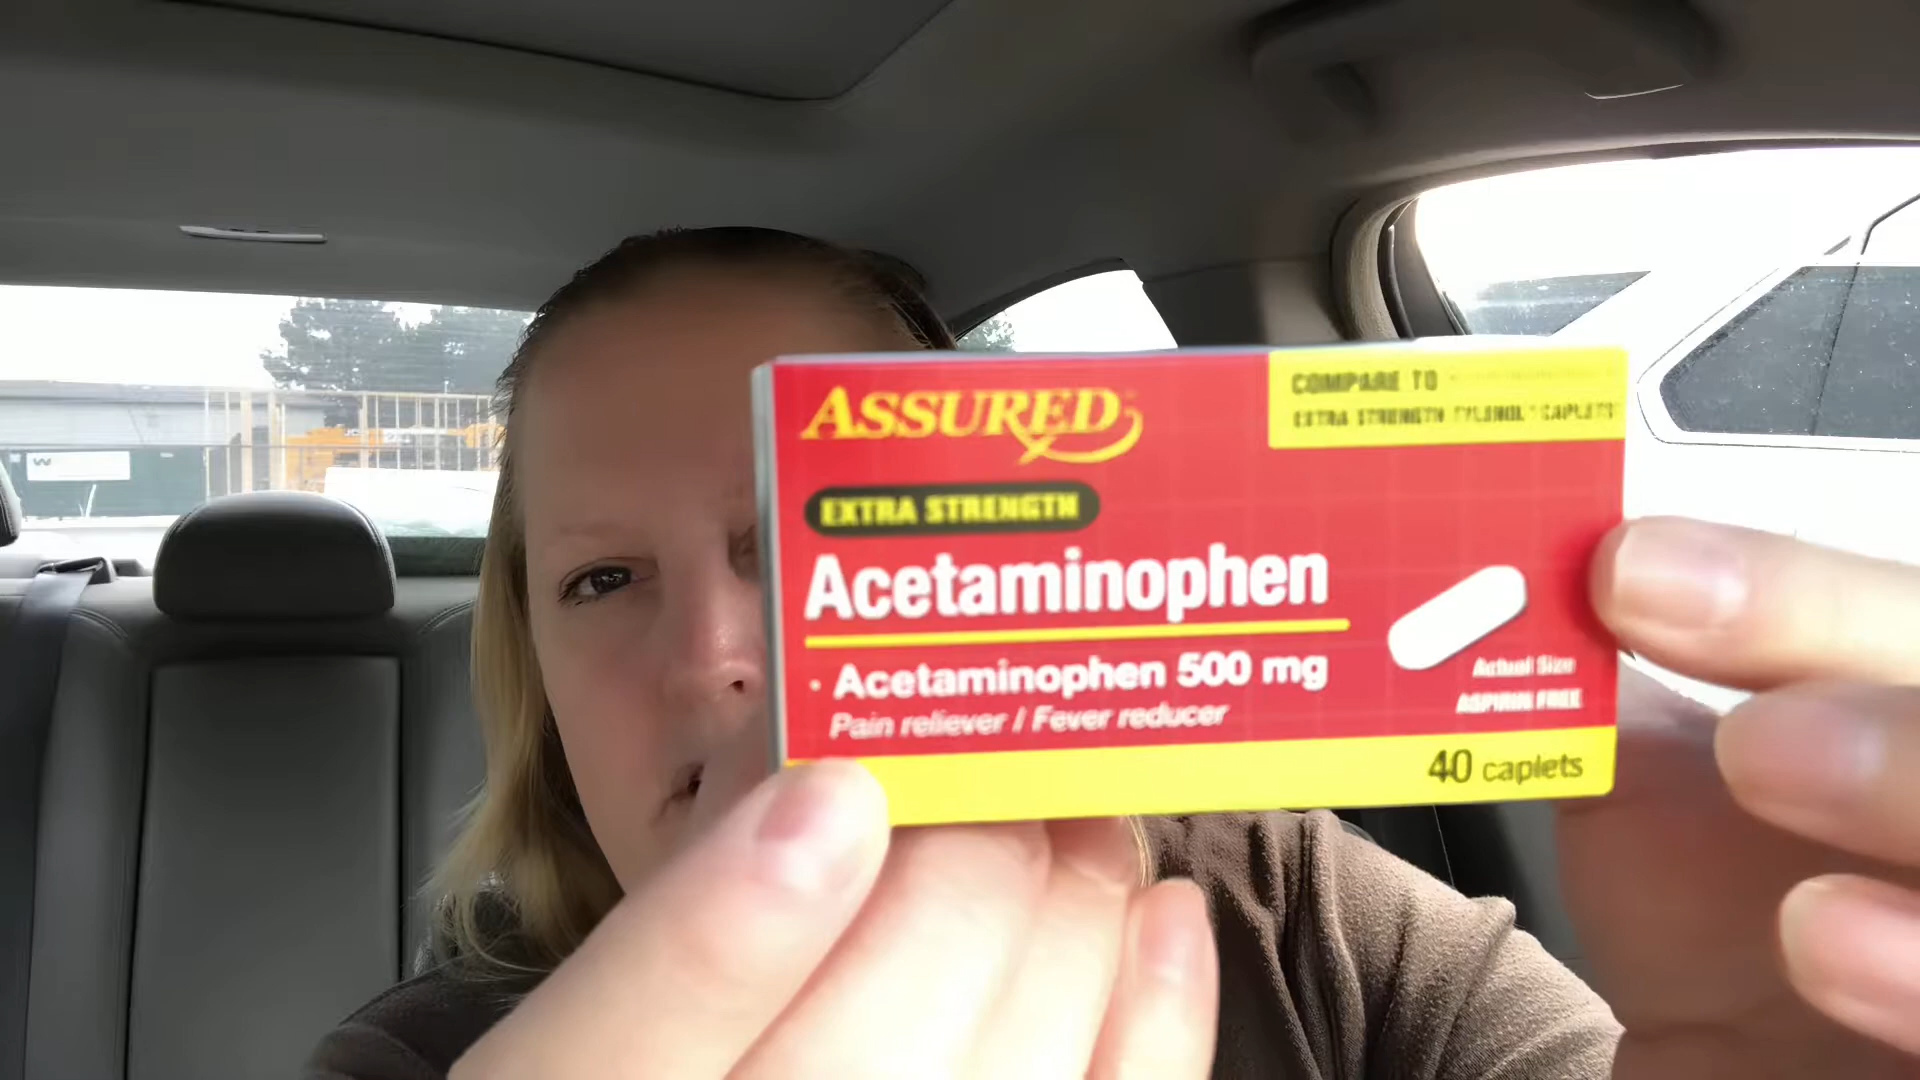 ASSURED
COMPARE TO
EXTRA STRENGTH TYLENOL® CAPLETS
EXTRA STRENGTH
Acetaminophen
· Acetaminophen 500 mg
Pain reliever / Fever reducer
Actual Size
ASPIRIN FREE
40 caplets
W